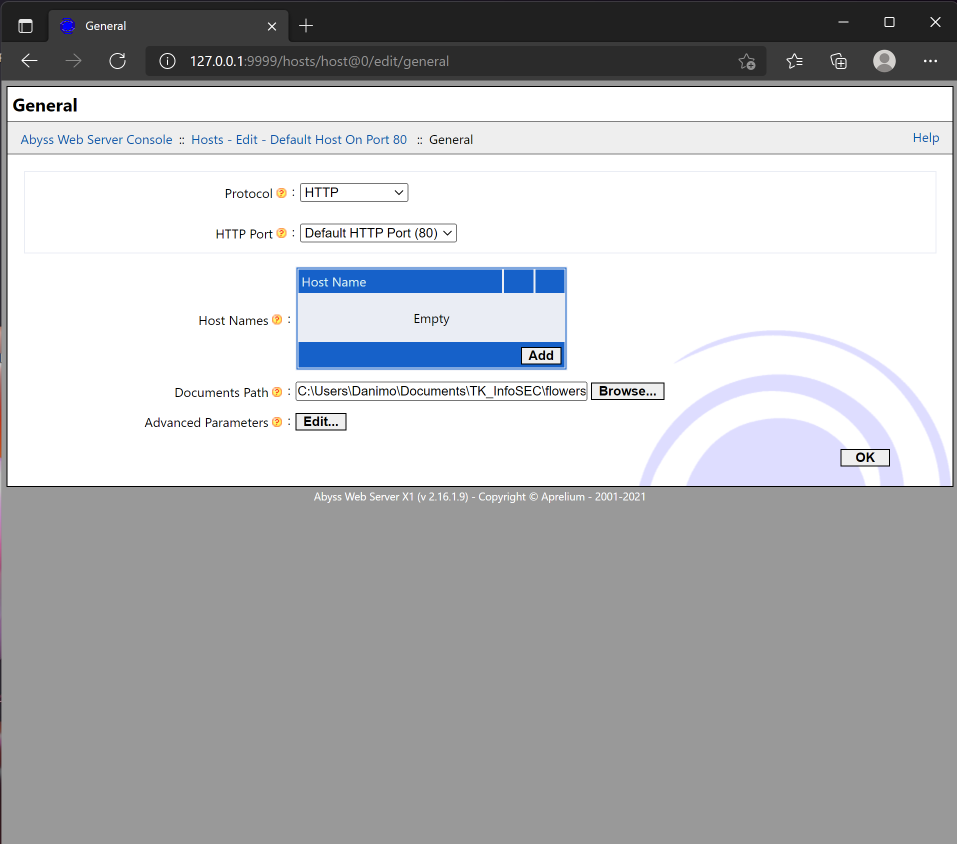 General
127.0.0.1:9999/hosts/host@0/edit/general
General
Abyss Web Server Console :: Hosts - Edit - Default Host On Port 80 :: General
Help
Protocol ? : HTTP
HTTP Port ? : Default HTTP Port (80)
Host Name
Host Names ? : Empty
Add
Documents Path ? : C:\Users\Danimo\Documents\TK_InfoSEC\flowers Browse...
Advanced Parameters ? : Edit...
OK
Abyss Web Server X1 (v 2.16.1.9) - Copyright © Aprelium - 2001-2021